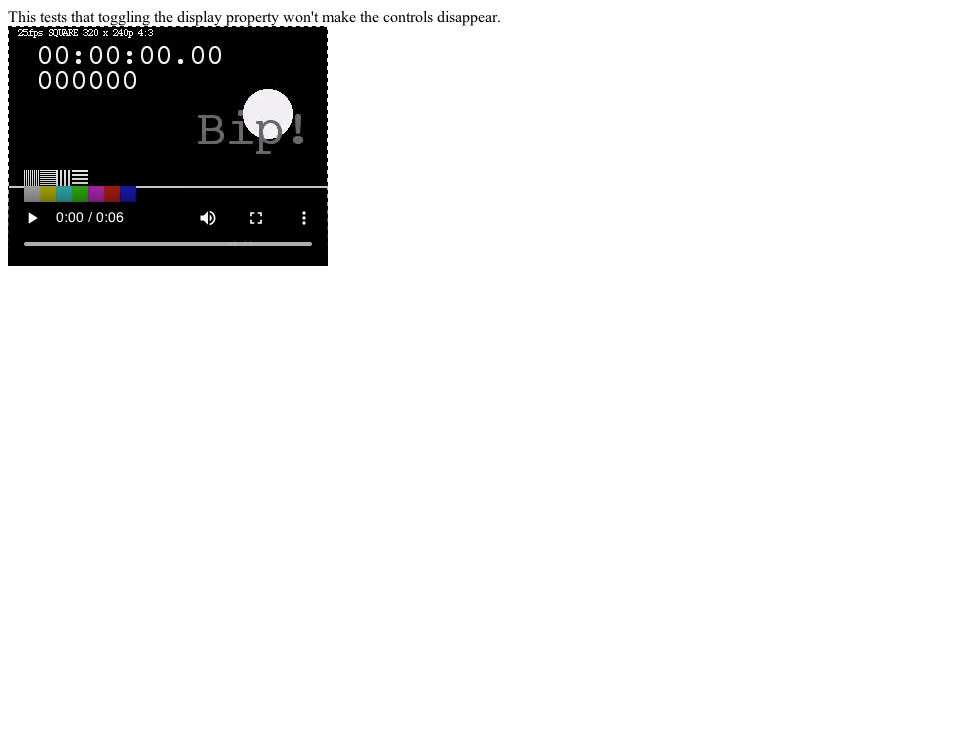 This tests that toggling the display property won't make the controls disappear.
25fps SQUARE 320 x 240p 4:3
00:00:00.00
000000
Bip!
0:00 / 0:06